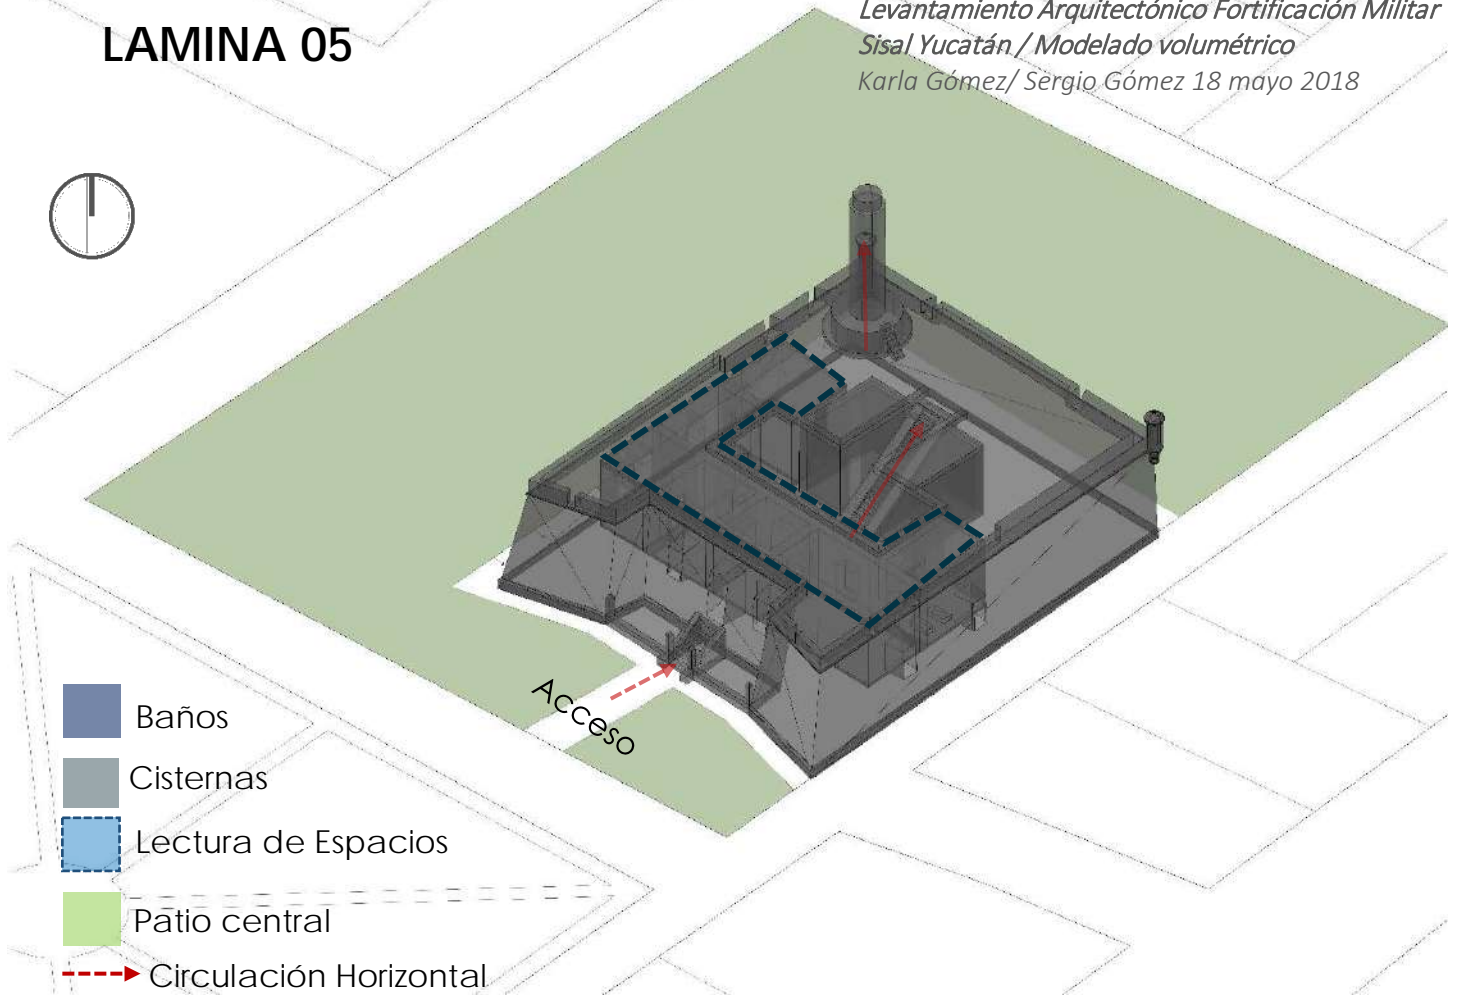 LAMINA 05
Levantamiento Arquitectónico Fortificación Militar
Sisal Yucatán / Modelado volumétrico
Karla Gómez/ Sergio Gómez 18 mayo 2018
Acceso
Baños
Cisternas
Lectura de Espacios
Patio central
Circulación Horizontal